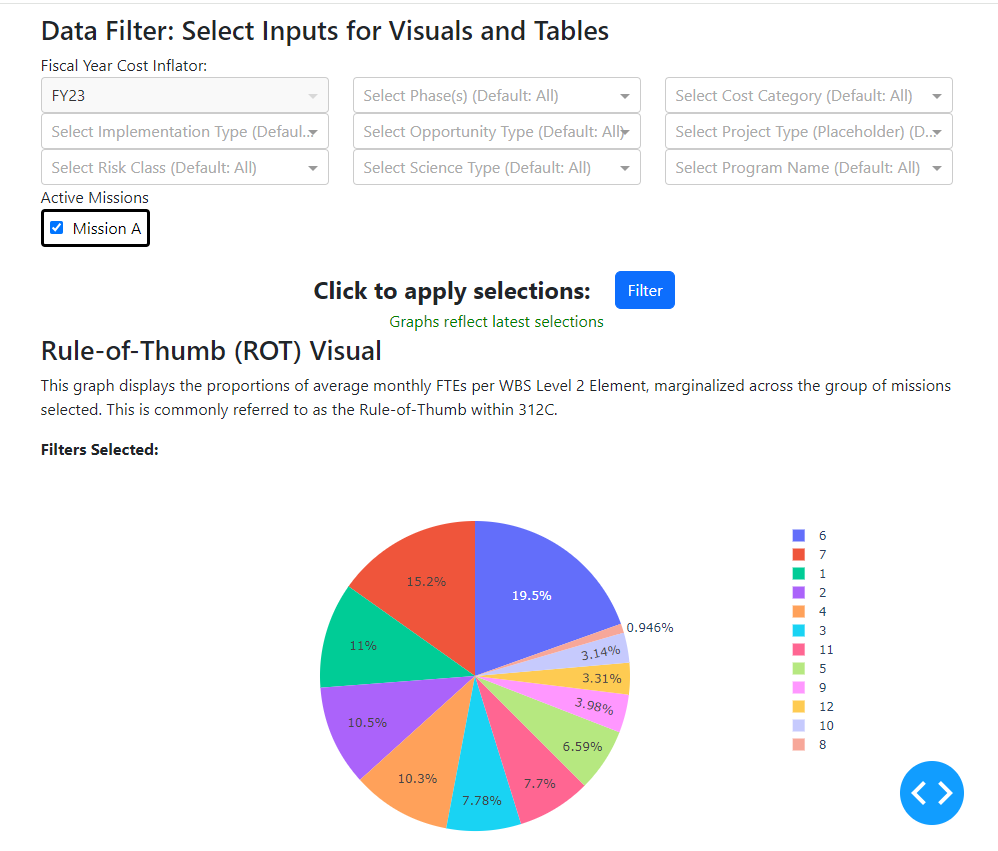 Data Filter: Select Inputs for Visuals and Tables
Fiscal Year Cost Inflator:
FY23
Select Phase(s) (Default: All)
Select Cost Category (Default: All)
Select Implementation Type (Defaul...
Select Opportunity Type (Default: All)
Select Project Type (Placeholder) (D...
Select Risk Class (Default: All)
Select Science Type (Default: All)
Select Program Name (Default: All)
Active Missions
Mission A
Click to apply selections:
Filter
Graphs reflect latest selections
Rule-of-Thumb (ROT) Visual
This graph displays the proportions of average monthly FTEs per WBS Level 2 Element, marginalized across the group of missions
selected. This is commonly referred to as the Rule-of-Thumb within 312C.
Filters Selected:
19.5%
0.946%
3.14%
3.31%
3.98%
6.59%
7.7%
7.78%
10.3%
10.5%
11%
15.2%
6
7
1
2
4
3
11
5
9
12
10
8